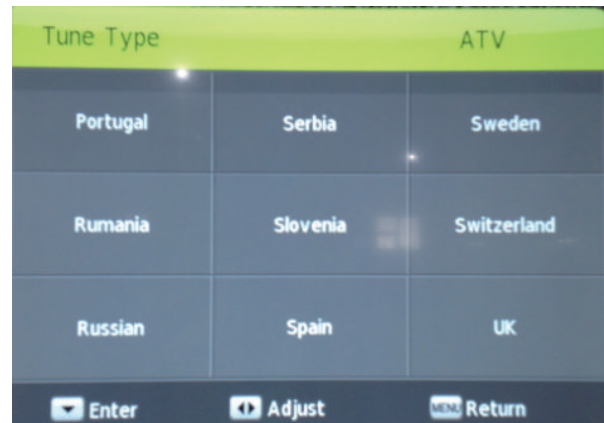 Tune Type ATV
Portugal Serbia Sweden
Rumania Slovenia Switzerland
Russian Spain UK
Enter Adjust MENU Return